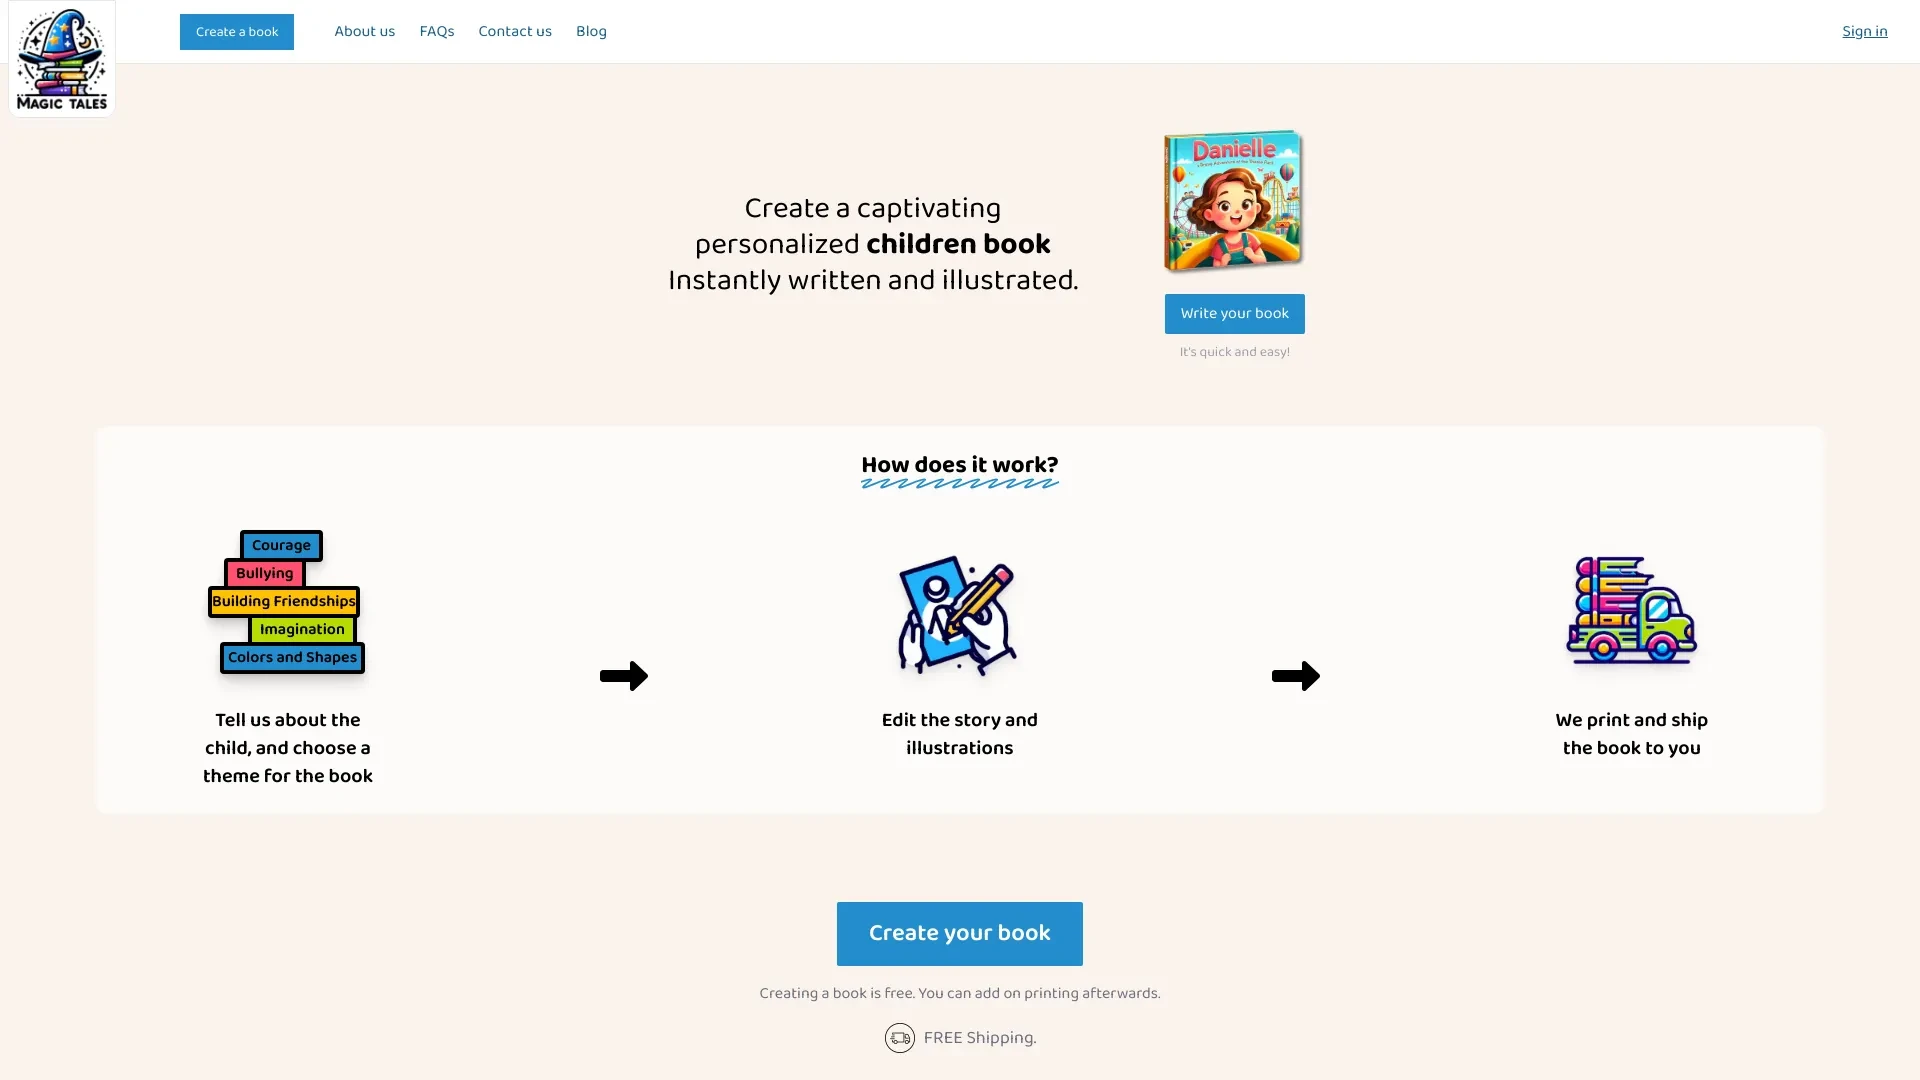 MAGIC TALES
Create a book
About us
FAQs
Contact us
Blog
Sign in
Danielle
Create a captivating
personalized children book
Instantly written and illustrated.
Write your book
It's quick and easy!
How does it work?
Courage
Bullying
Building Friendships
Imagination
Colors and Shapes
Tell us about the
child, and choose a
theme for the book
Edit the story and
illustrations
We print and ship
the book to you
Create your book
Creating a book is free. You can add on printing afterwards.
FREE Shipping.